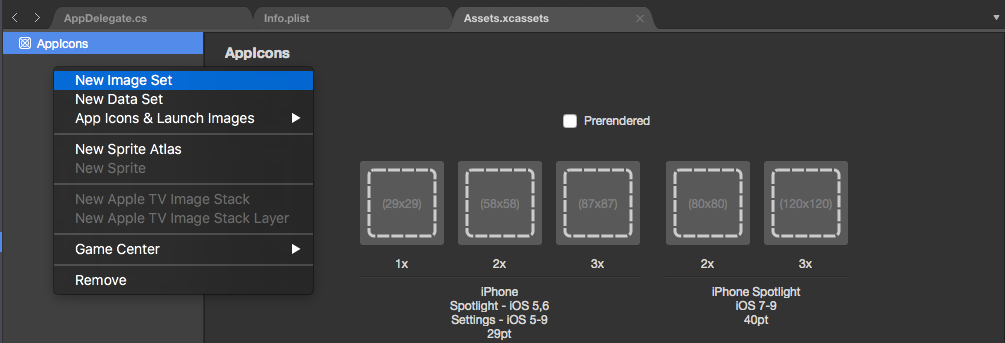 AppDelegate.cs Info.plist Assets.xcassets
AppIcons
AppIcons
New Image Set
New Data Set
App Icons & Launch Images
New Sprite Atlas
New Sprite
New Apple TV Image Stack
New Apple TV Image Stack Layer
Game Center
Remove
Prerendered
(29x29) (58x58) (87x87) (80x80) (120x120)
1x 2x 3x 2x 3x
iPhone
Spotlight - iOS 5,6
Settings - iOS 5-9
29pt
iPhone Spotlight
iOS 7-9
40pt